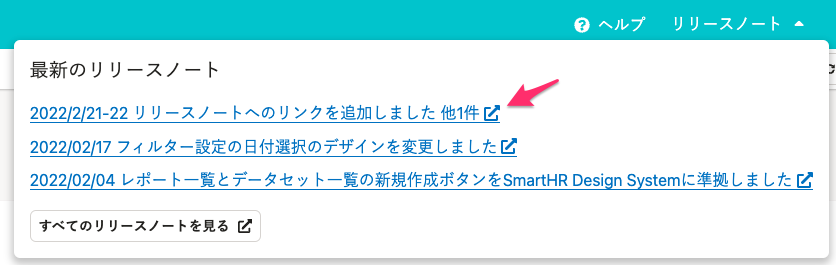 ヘルプ リリースノート
最新のリリースノート
2022/2/21-22 リリースノートへのリンクを追加しました 他1件
2022/02/17 フィルター設定の日付選択のデザインを変更しました
2022/02/04 レポート一覧とデータセット一覧の新規作成ボタンをSmartHR Design Systemに準拠しました
すべてのリリースノートを見る